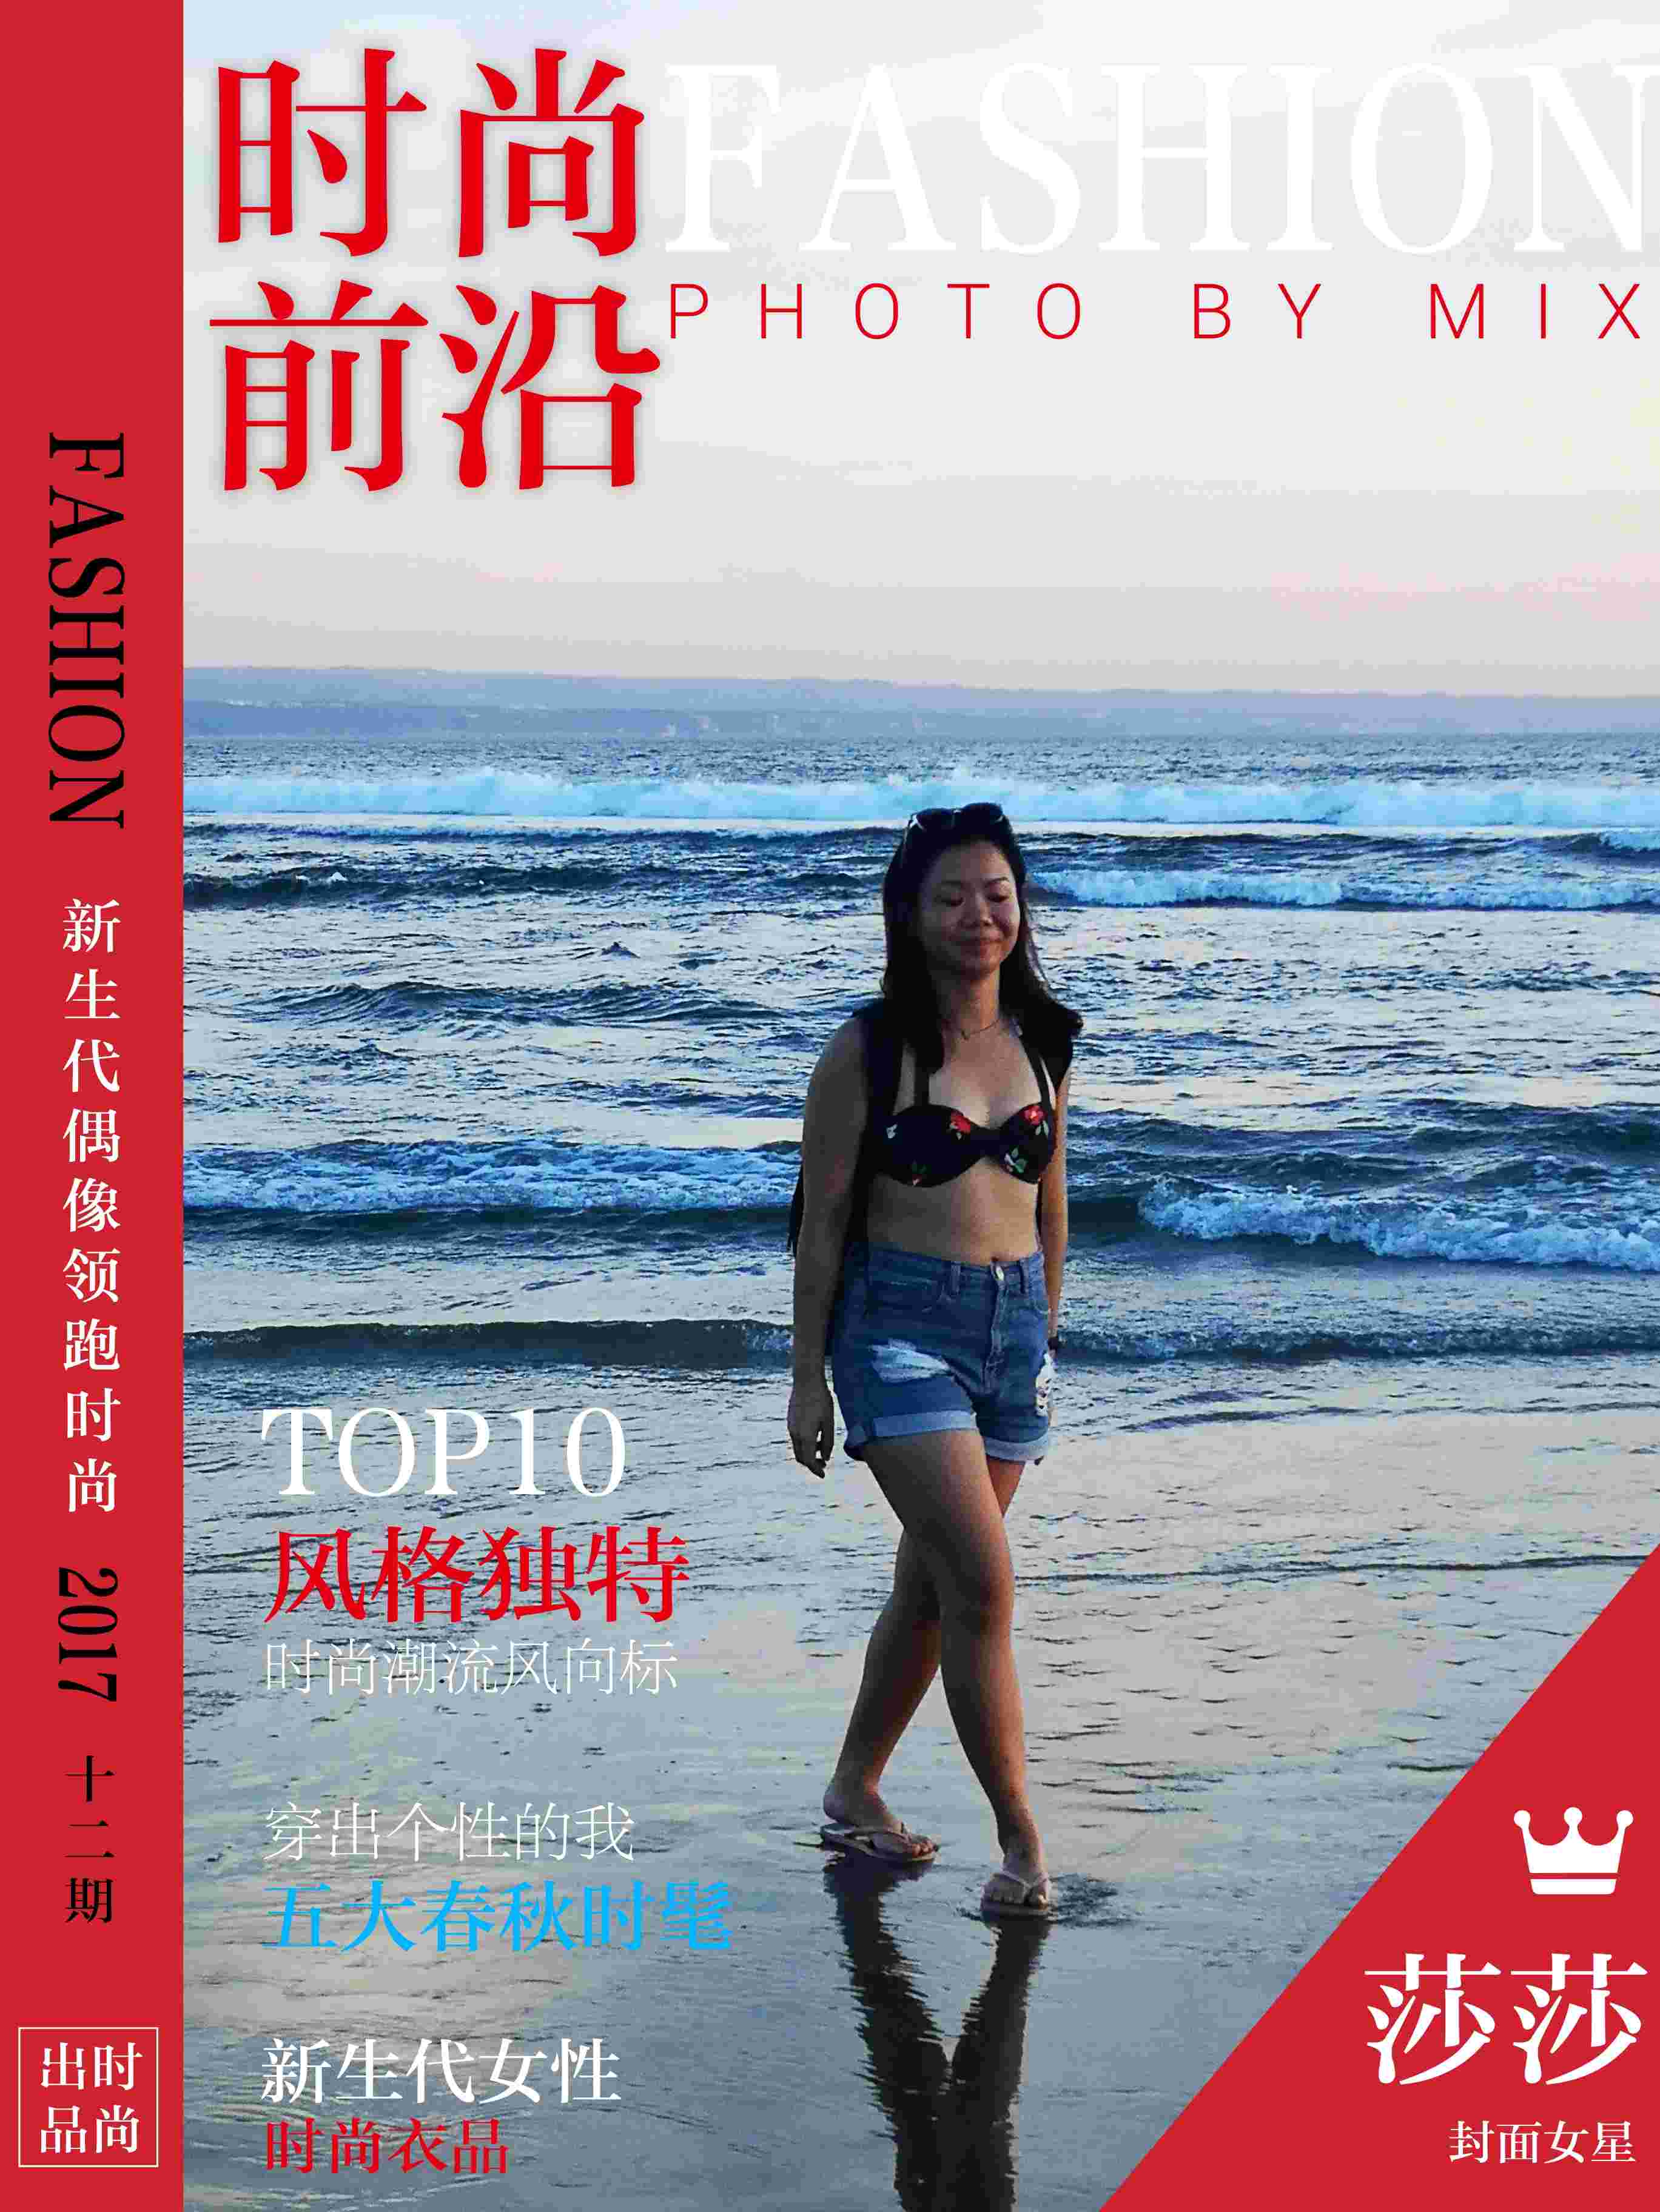 时尚
前沿
FASHION
PHOTO BY MIX
FASHION
新生代偶像领跑时尚
2017
十二期
时尚
出品
TOP10
风格独特
时尚潮流风向标
穿出个性的我
五大春秋时髦
新生代女性
时尚衣品
莎莎
封面女星